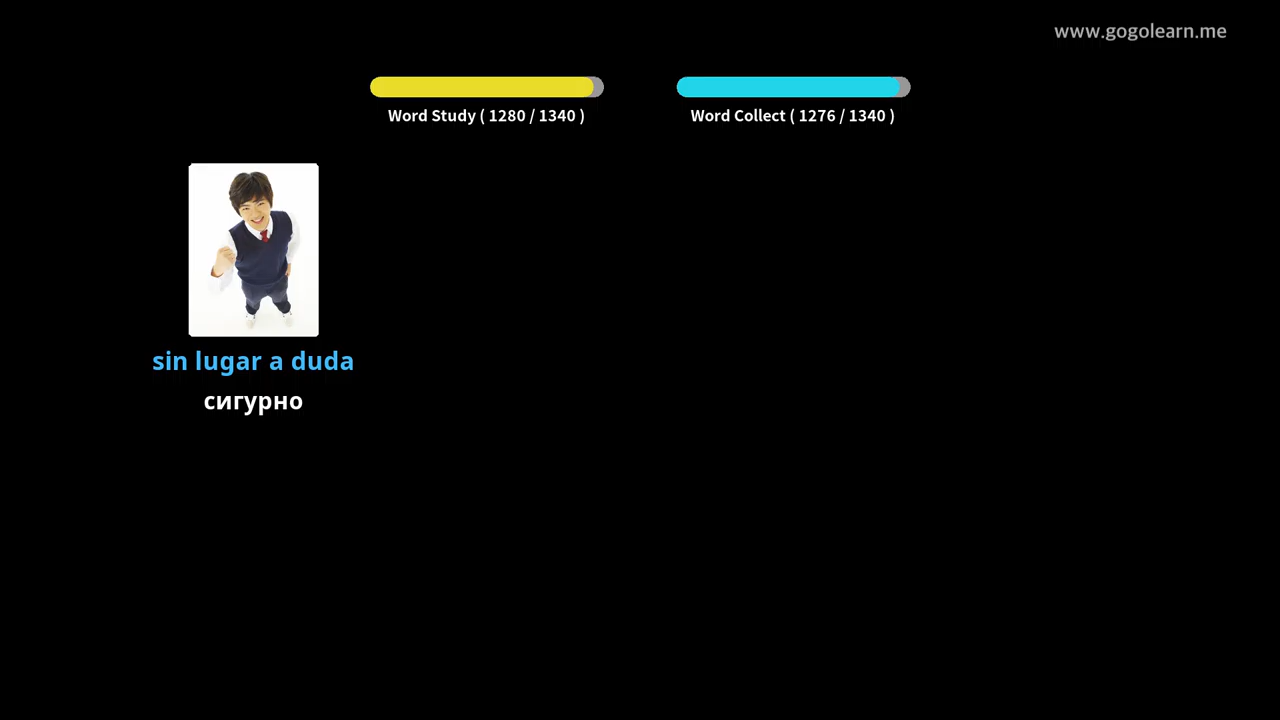 www.gogolearn.me
Word Study ( 1280 / 1340 )
Word Collect ( 1276 / 1340 )
sin lugar a duda
сигурно